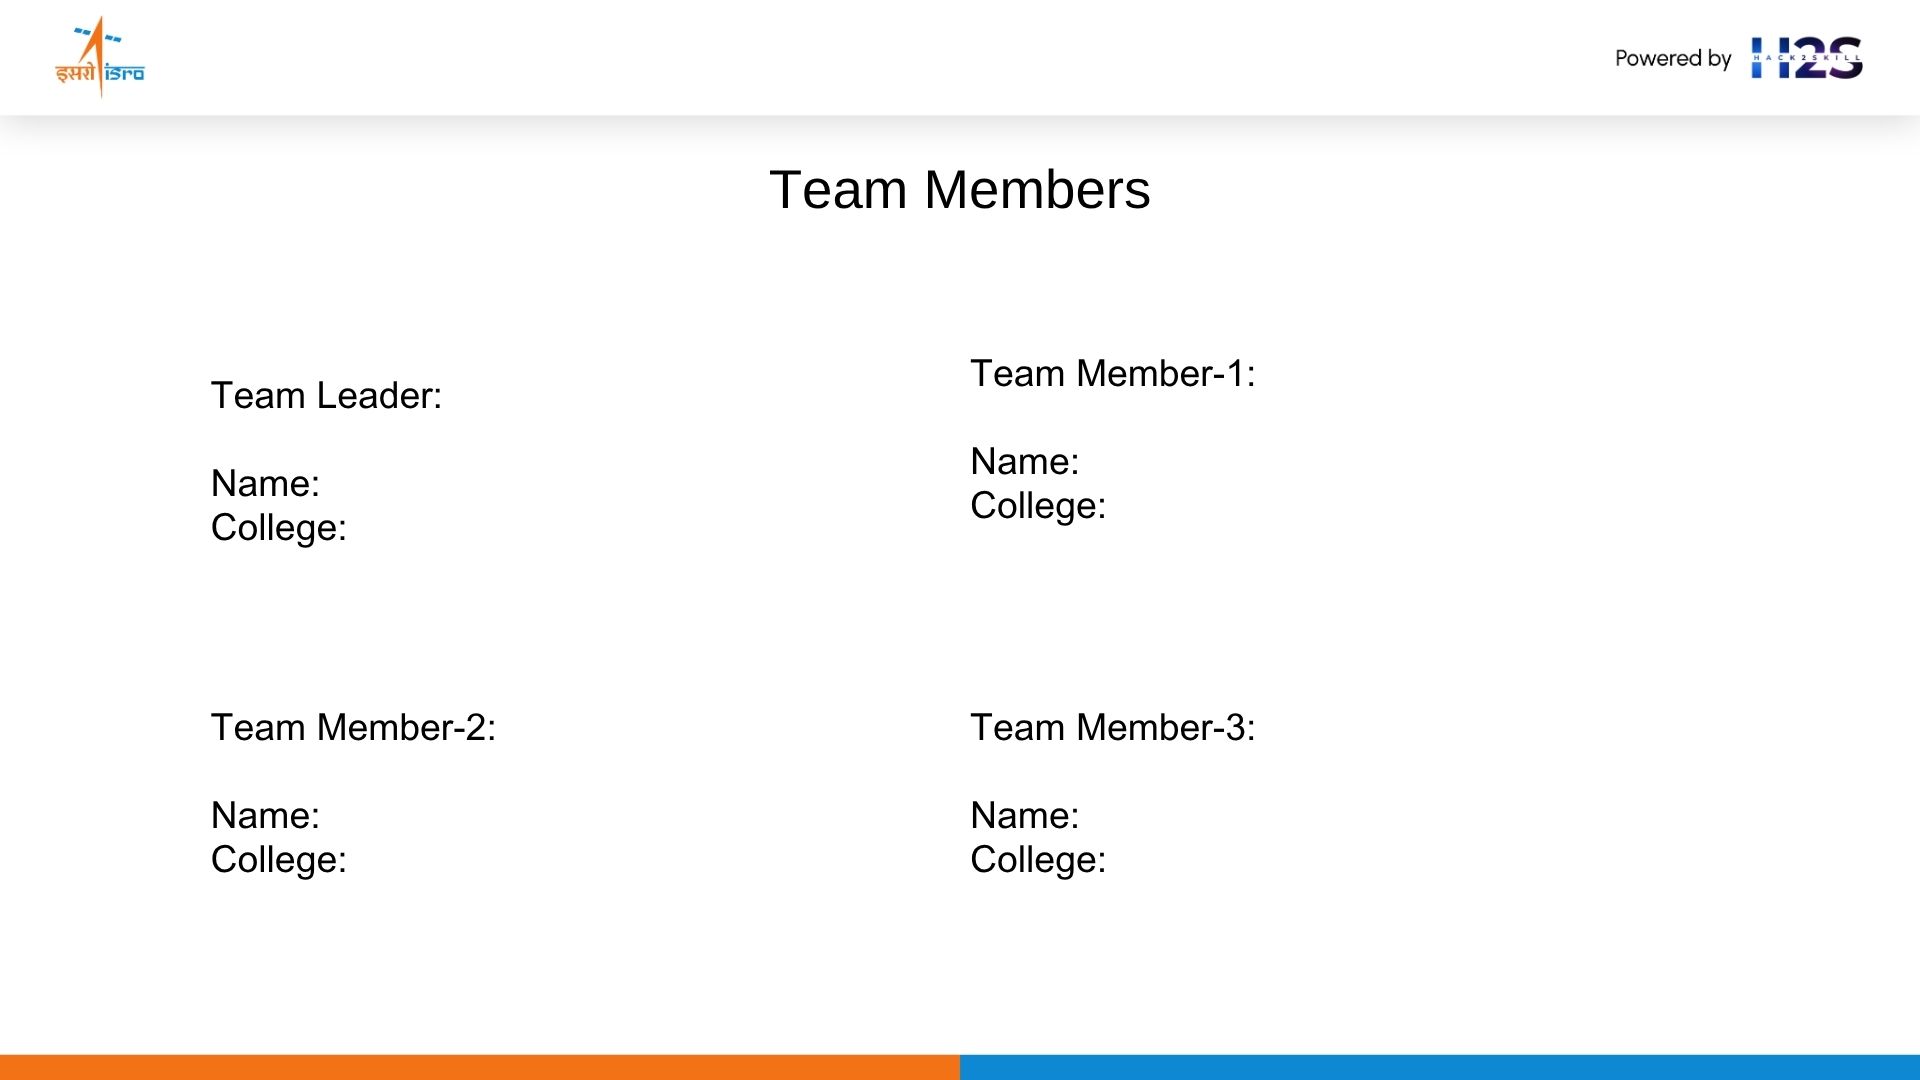 इसरो isro
Powered by H2S
HACK2SKILL
Team Members
Team Leader:
Name:
College:
Team Member-1:
Name:
College:
Team Member-2:
Name:
College:
Team Member-3:
Name:
College: